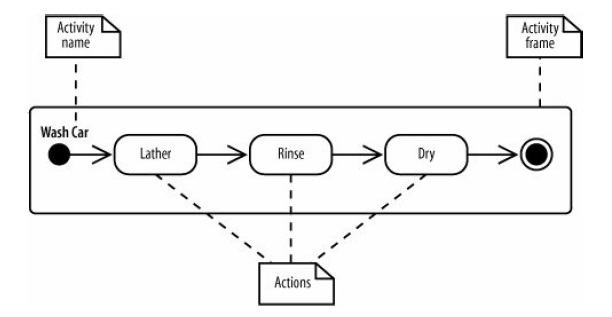 Activity
name
Activity
frame
Wash Car
Lather
Rinse
Dry
Actions